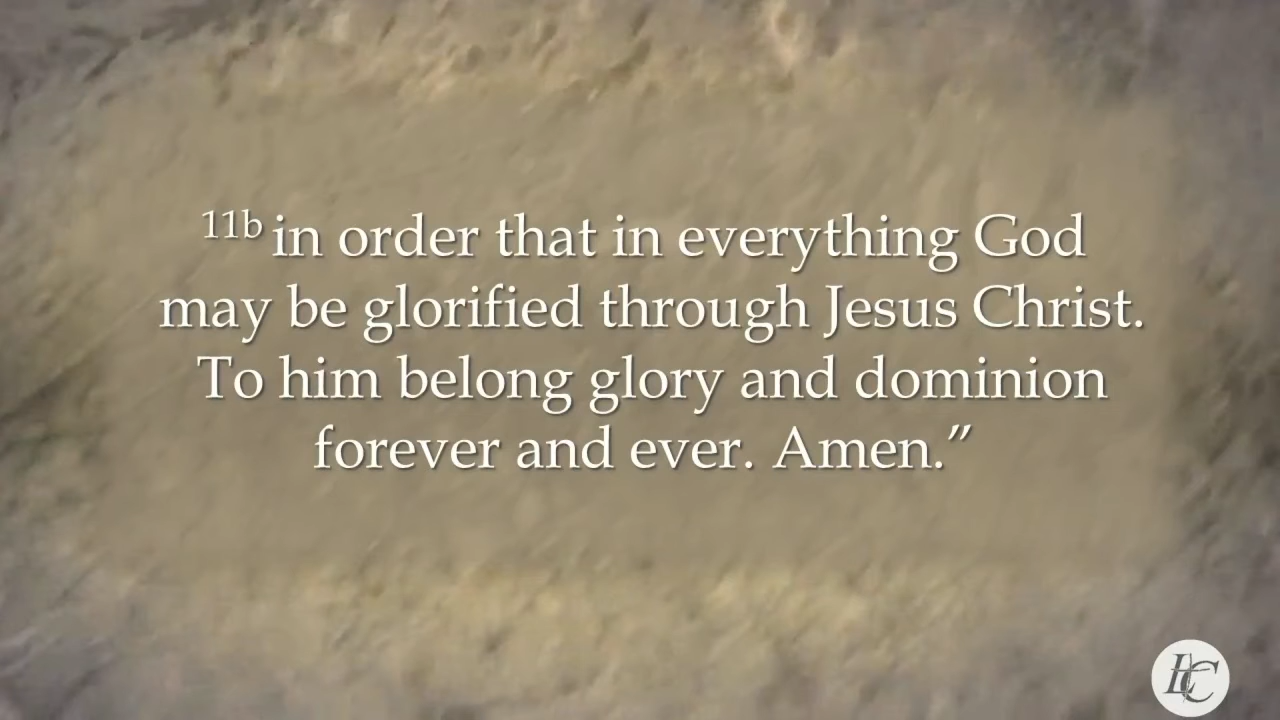 11b in order that in everything God
may be glorified through Jesus Christ.
To him belong glory and dominion
forever and ever. Amen.”